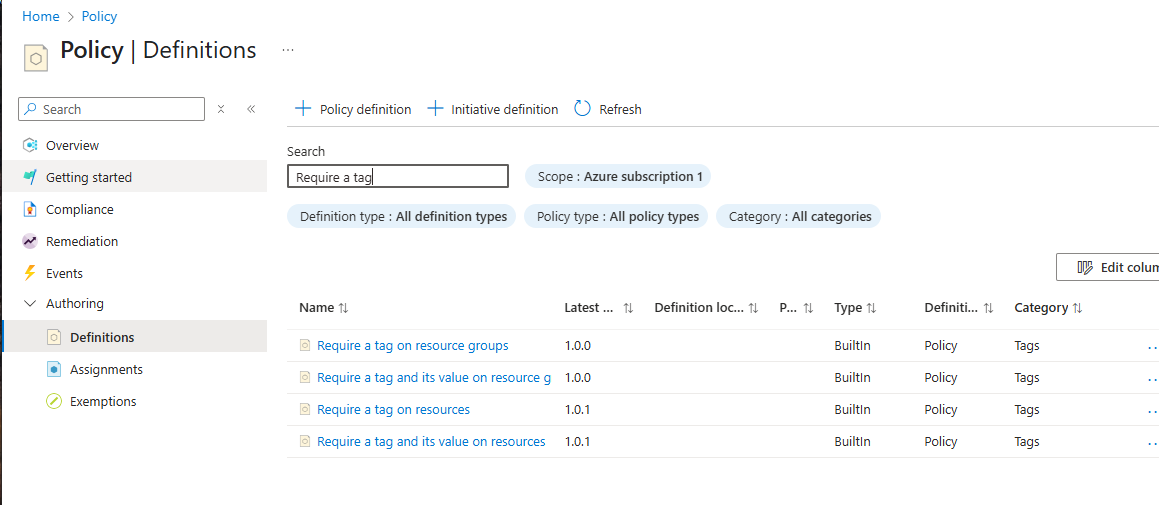 Home > Policy
Policy | Definitions ...
Search
Policy definition
Initiative definition
Refresh
Overview
Getting started
Compliance
Remediation
Events
Authoring
Definitions
Assignments
Exemptions
Search
Require a tag
Scope : Azure subscription 1
Definition type : All definition types
Policy type : All policy types
Category : All categories
Edit colum
Name Latest ... Definition loc... P... Type Definiti... Category
Require a tag on resource groups 1.0.0 BuiltIn Policy Tags
Require a tag and its value on resource g 1.0.0 BuiltIn Policy Tags
Require a tag on resources 1.0.1 BuiltIn Policy Tags
Require a tag and its value on resources 1.0.1 BuiltIn Policy Tags